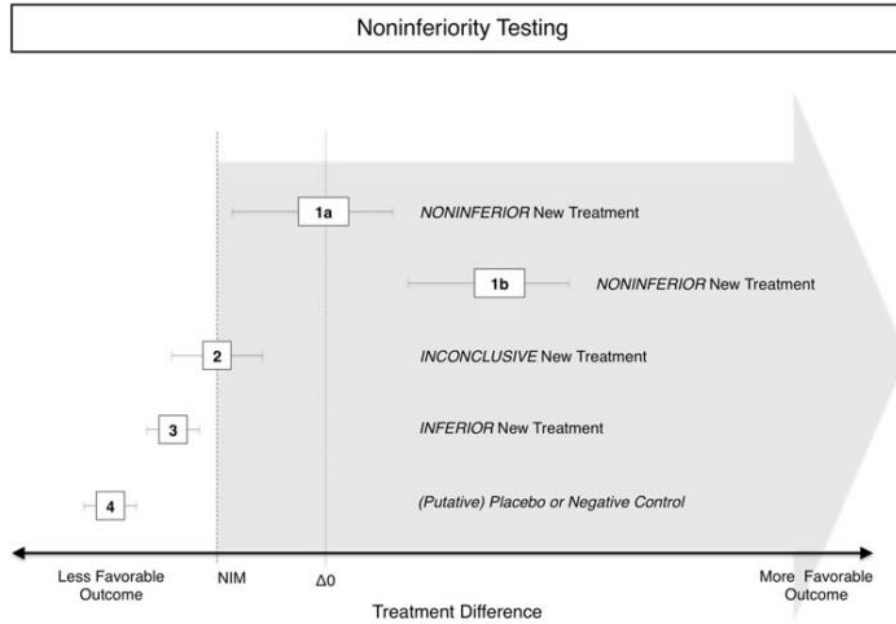 Noninferiority Testing
1a
NONINFERIOR New Treatment
1b
NONINFERIOR New Treatment
2
INCONCLUSIVE New Treatment
3
INFERIOR New Treatment
4
(Putative) Placebo or Negative Control
Less Favorable
Outcome
NIM
Δ0
More Favorable
Outcome
Treatment Difference